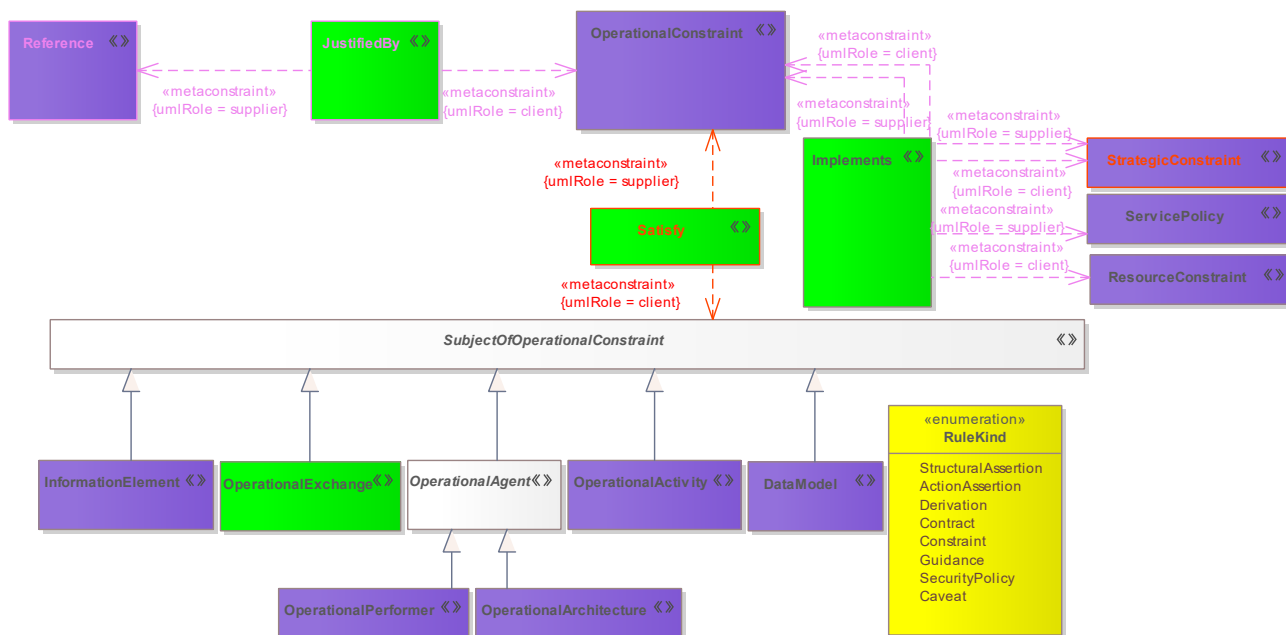 Reference «»
JustifiedBy «»
OperationalConstraint «»
«metaconstraint»
{umlRole = supplier}
«metaconstraint»
{umlRole = client}
«metaconstraint»
{umlRole = client}
«metaconstraint»
{umlRole = supplier}
«metaconstraint»
{umlRole = supplier}
Implements «»
StrategicConstraint «»
«metaconstraint»
{umlRole = client}
«metaconstraint»
{umlRole = supplier}
ServicePolicy «»
«metaconstraint»
{umlRole = client}
ResourceConstraint «»
«metaconstraint»
{umlRole = supplier}
Satisfy «»
«metaconstraint»
{umlRole = client}
SubjectOfOperationalConstraint «»
InformationElement «»
OperationalExchange «»
OperationalAgent «»
OperationalActivity «»
DataModel «»
«enumeration»
RuleKind
StructuralAssertion
ActionAssertion
Derivation
Contract
Constraint
Guidance
SecurityPolicy
Caveat
OperationalPerformer «»
OperationalArchitecture «»